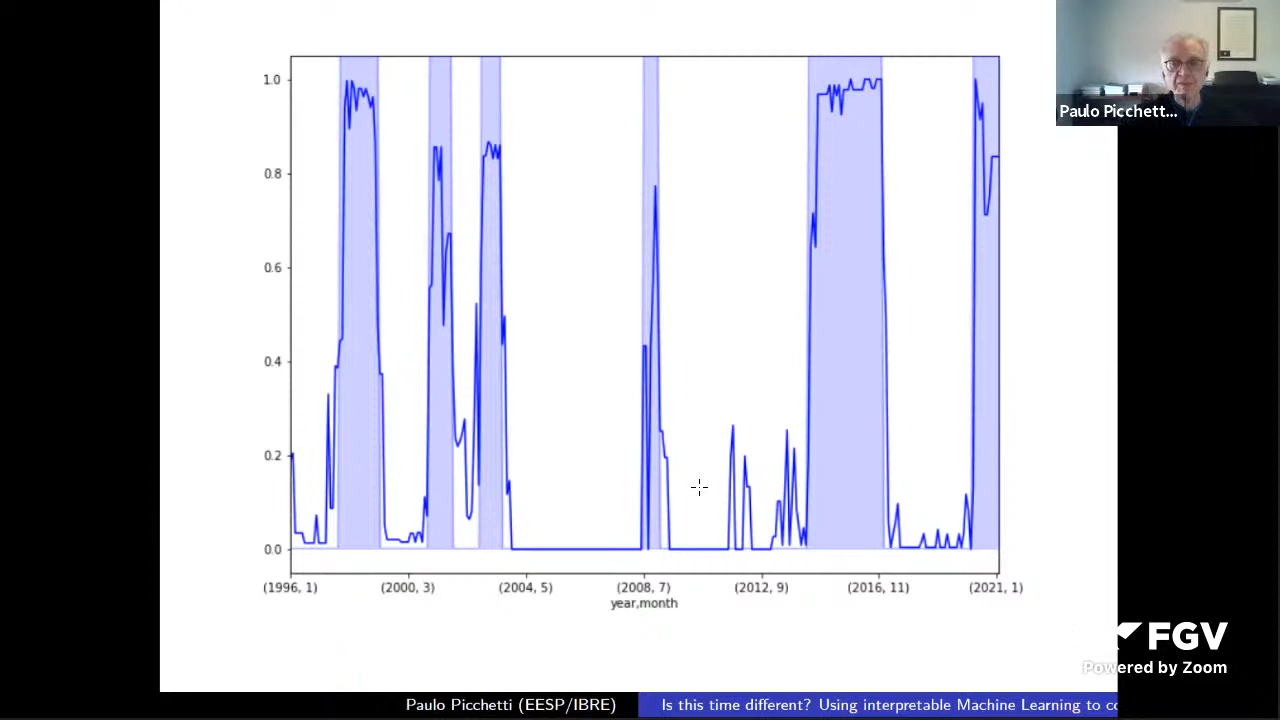 Paulo Picchett...
1.0
0.8
0.6
0.4
0.2
0.0
(1996, 1) (2000, 3) (2004, 5) (2008, 7) (2012, 9) (2016, 11) (2021, 1)
year,month
FGV
Powered by Zoom
Paulo Picchetti (EESP/IBRE) Is this time different? Using interpretable Machine Learning to